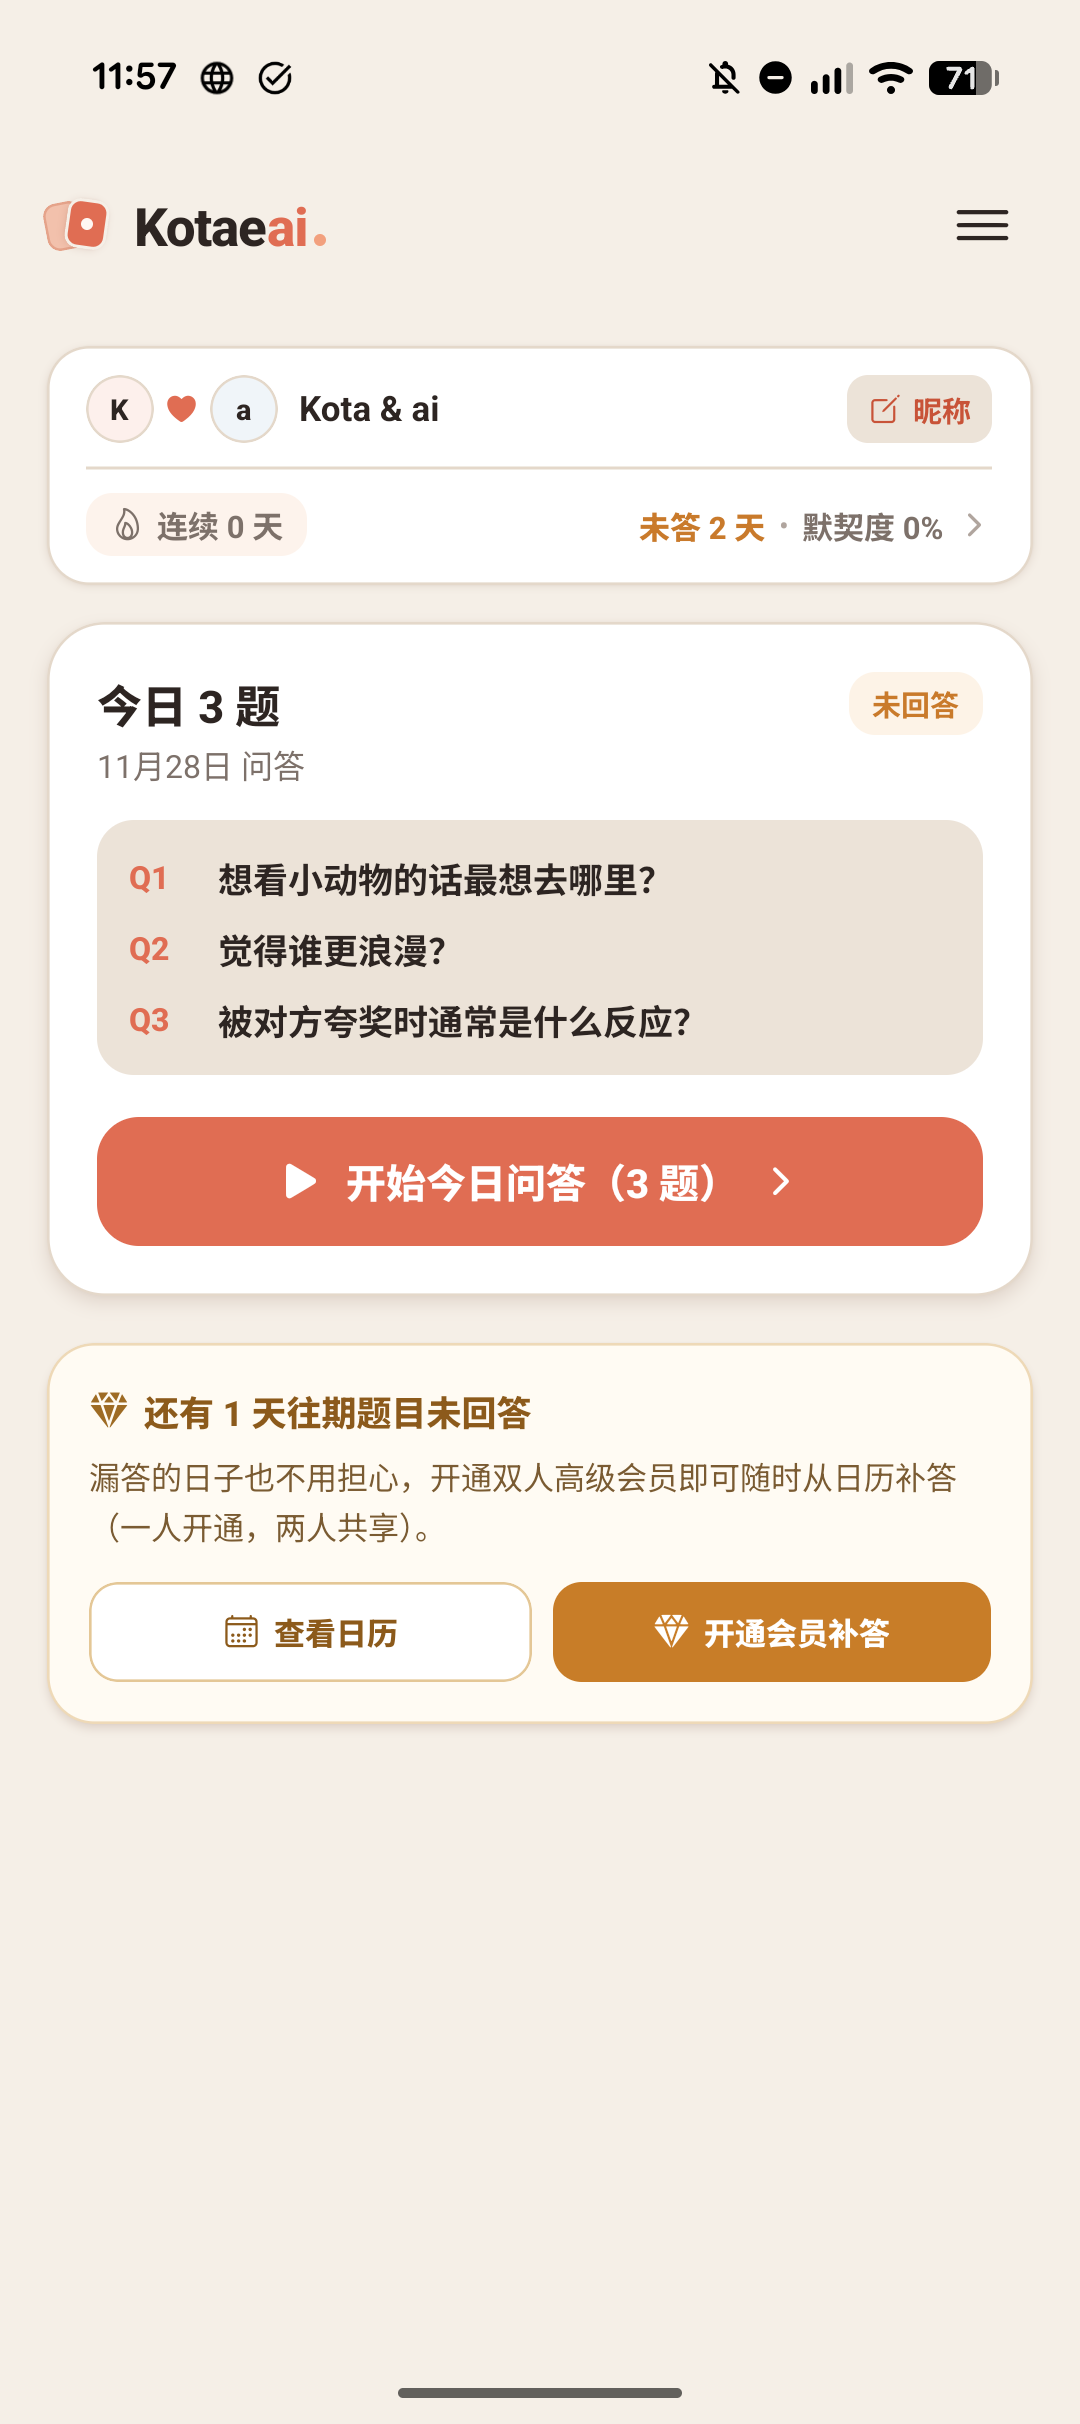 11:57
71
Kotaeai.
K
a
Kota & ai
昵称
连续 0 天
未答 2 天 · 默契度 0%
今日 3 题
未回答
11月28日 问答
Q1 想看小动物的话最想去哪里?
Q2 觉得谁更浪漫?
Q3 被对方夸奖时通常是什么反应?
开始今日问答（3 题）
还有 1 天往期题目未回答
漏答的日子也不用担心，开通双人高级会员即可随时从日历补答
（一人开通，两人共享）。
查看日历
开通会员补答